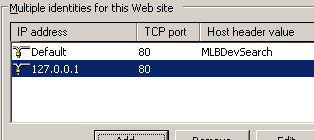 Multiple identities for this Web site
IP address TCP port Host header value
Default 80 MLBDevSearch
127.0.0.1 80
Add... Remove Edit